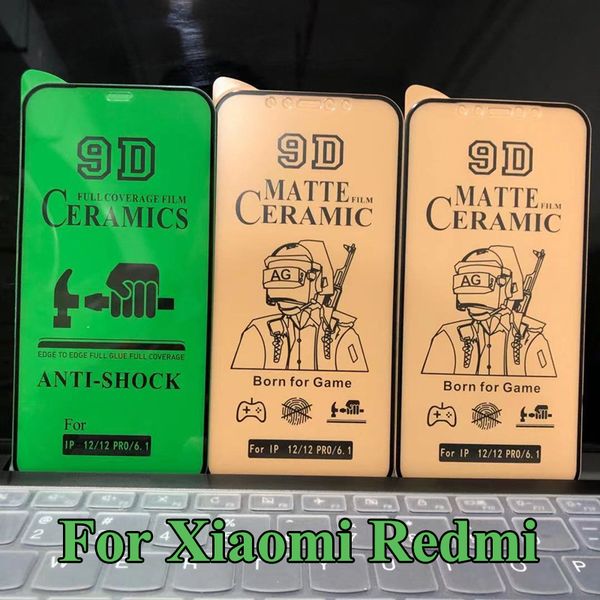 9D
FULL COVERAGE FILM
CERAMICS
EDGE TO EDGE FULL GLUE FULL COVERAGE
ANTI-SHOCK
For
IP 12/12 PRO/6.1
9D
MATTE FILM
CERAMIC
AG
Born for Game
For IP 12/12 PRO/6.1
9D
MATTE FILM
CERAMIC
AG
Born for Game
For IP 12/12 PRO/6.1
For Xiaomi Redmi